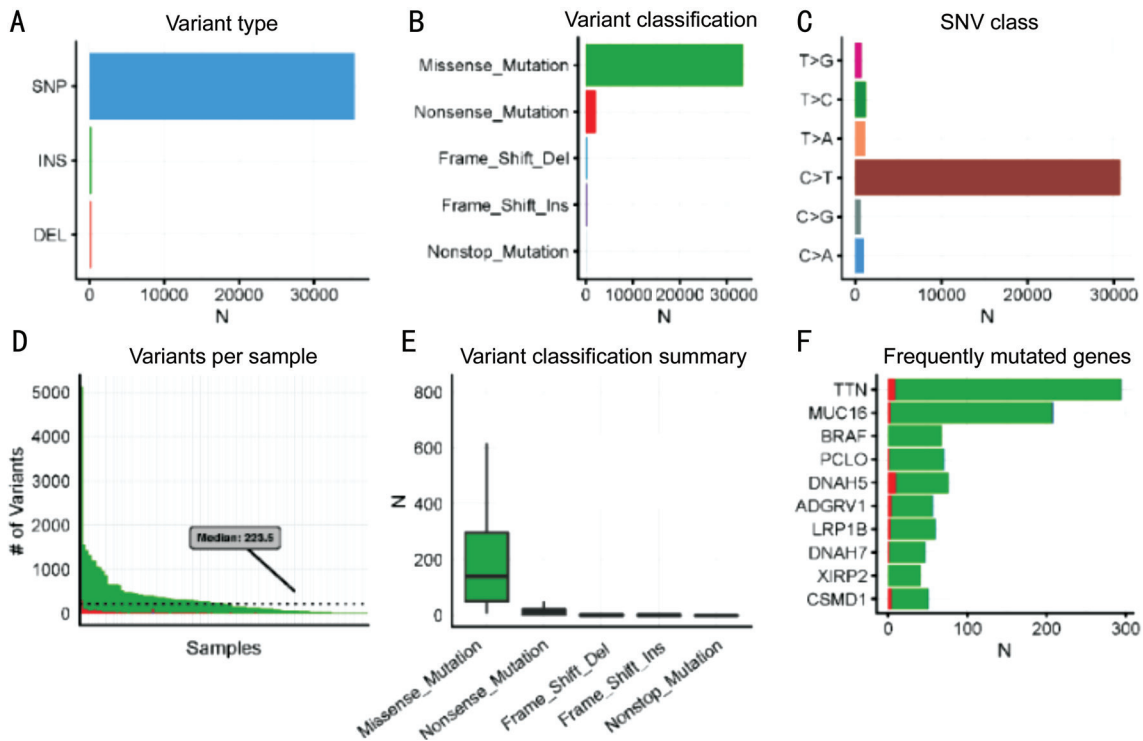 A
Variant type
SNP
INS
DEL
0
10000
20000
30000
N
B
Variant classification
Missense_Mutation
Nonsense_Mutation
Frame_Shift_Del
Frame_Shift_Ins
Nonstop_Mutation
0
10000
20000
30000
N
C
SNV class
T>G
T>C
T>A
C>T
C>G
C>A
0
10000
20000
30000
N
D
Variants per sample
# of Variants
5000
4000
3000
2000
1000
0
Median: 223.5
Samples
E
Variant classification summary
N
800
600
400
200
0
Missense_Mutation
Nonsense_Mutation
Frame_Shift_Del
Frame_Shift_Ins
Nonstop_Mutation
F
Frequently mutated genes
TTN
MUC16
BRAF
PCLO
DNAH5
ADGRV1
LRP1B
DNAH7
XIRP2
CSMD1
0
100
200
300
N